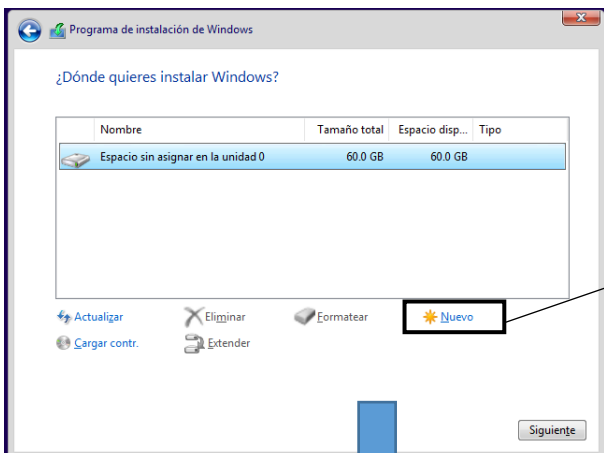 Programa de instalación de Windows
¿Dónde quieres instalar Windows?
Nombre Tamaño total Espacio disp... Tipo
Espacio sin asignar en la unidad 0 60.0 GB 60.0 GB
Actualizar Eliminar Formatear Nuevo
Cargar contr. Extender
Siguiente